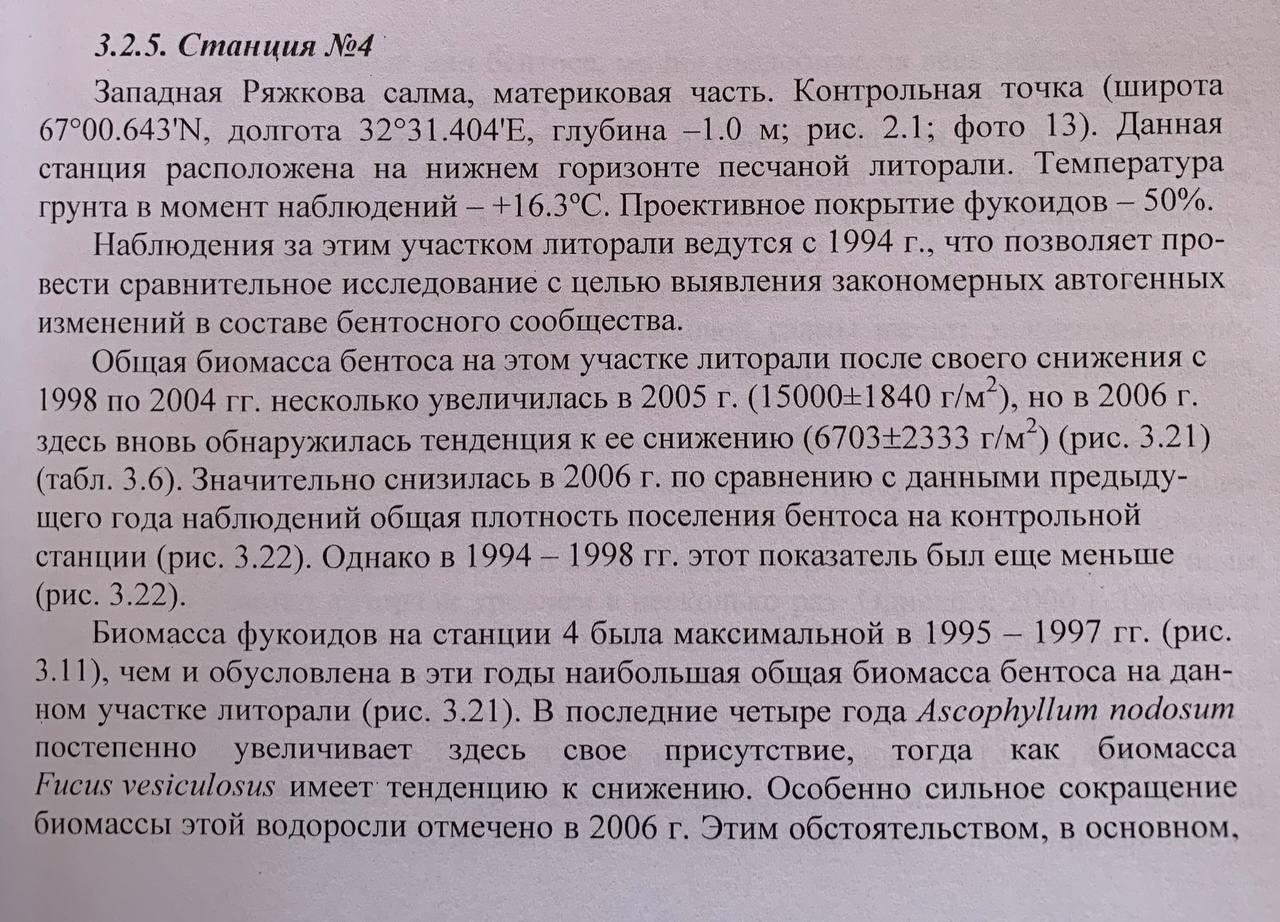 3.2.5. Станция №4
Западная Ряжкова салма, материковая часть. Контрольная точка (широта
67°00.643'N, долгота 32°31.404'E, глубина –1.0 м; рис. 2.1; фото 13). Данная
станция расположена на нижнем горизонте песчаной литорали. Температура
грунта в момент наблюдений – +16.3ºС. Проективное покрытие фукоидов – 50%.
Наблюдения за этим участком литорали ведутся с 1994 г., что позволяет про-
вести сравнительное исследование с целью выявления закономерных автогенных
изменений в составе бентосного сообщества.
Общая биомасса бентоса на этом участке литорали после своего снижения с
1998 по 2004 гг. несколько увеличилась в 2005 г. (15000±1840 г/м²), но в 2006 г.
здесь вновь обнаружилась тенденция к ее снижению (6703±2333 г/м²) (рис. 3.21)
(табл. 3.6). Значительно снизилась в 2006 г. по сравнению с данными предыду-
щего года наблюдений общая плотность поселения бентоса на контрольной
станции (рис. 3.22). Однако в 1994 – 1998 гг. этот показатель был еще меньше
(рис. 3.22).
Биомасса фукоидов на станции 4 была максимальной в 1995 – 1997 гг. (рис.
3.11), чем и обусловлена в эти годы наибольшая общая биомасса бентоса на дан-
ном участке литорали (рис. 3.21). В последние четыре года Ascophyllum nodosum
постепенно увеличивает здесь свое присутствие, тогда как биомасса
Fucus vesiculosus имеет тенденцию к снижению. Особенно сильное сокращение
биомассы этой водоросли отмечено в 2006 г. Этим обстоятельством, в основном,